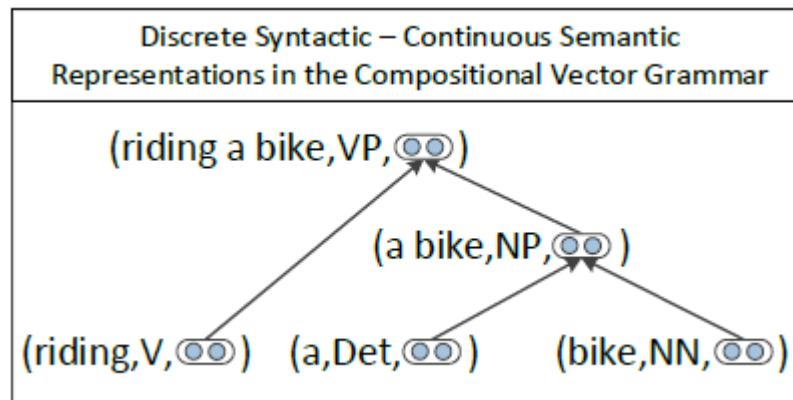 Discrete Syntactic – Continuous Semantic
Representations in the Compositional Vector Grammar
(riding a bike,VP, )
(a bike,NP, )
(riding,V, ) (a,Det, ) (bike,NN, )